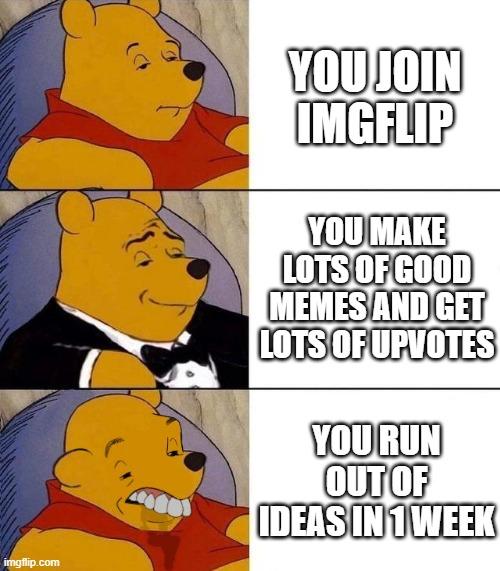 YOU JOIN
IMGFLIP
YOU MAKE
LOTS OF GOOD
MEMES AND GET
LOTS OF UPVOTES
YOU RUN
OUT OF
IDEAS IN 1 WEEK
imgflip.com